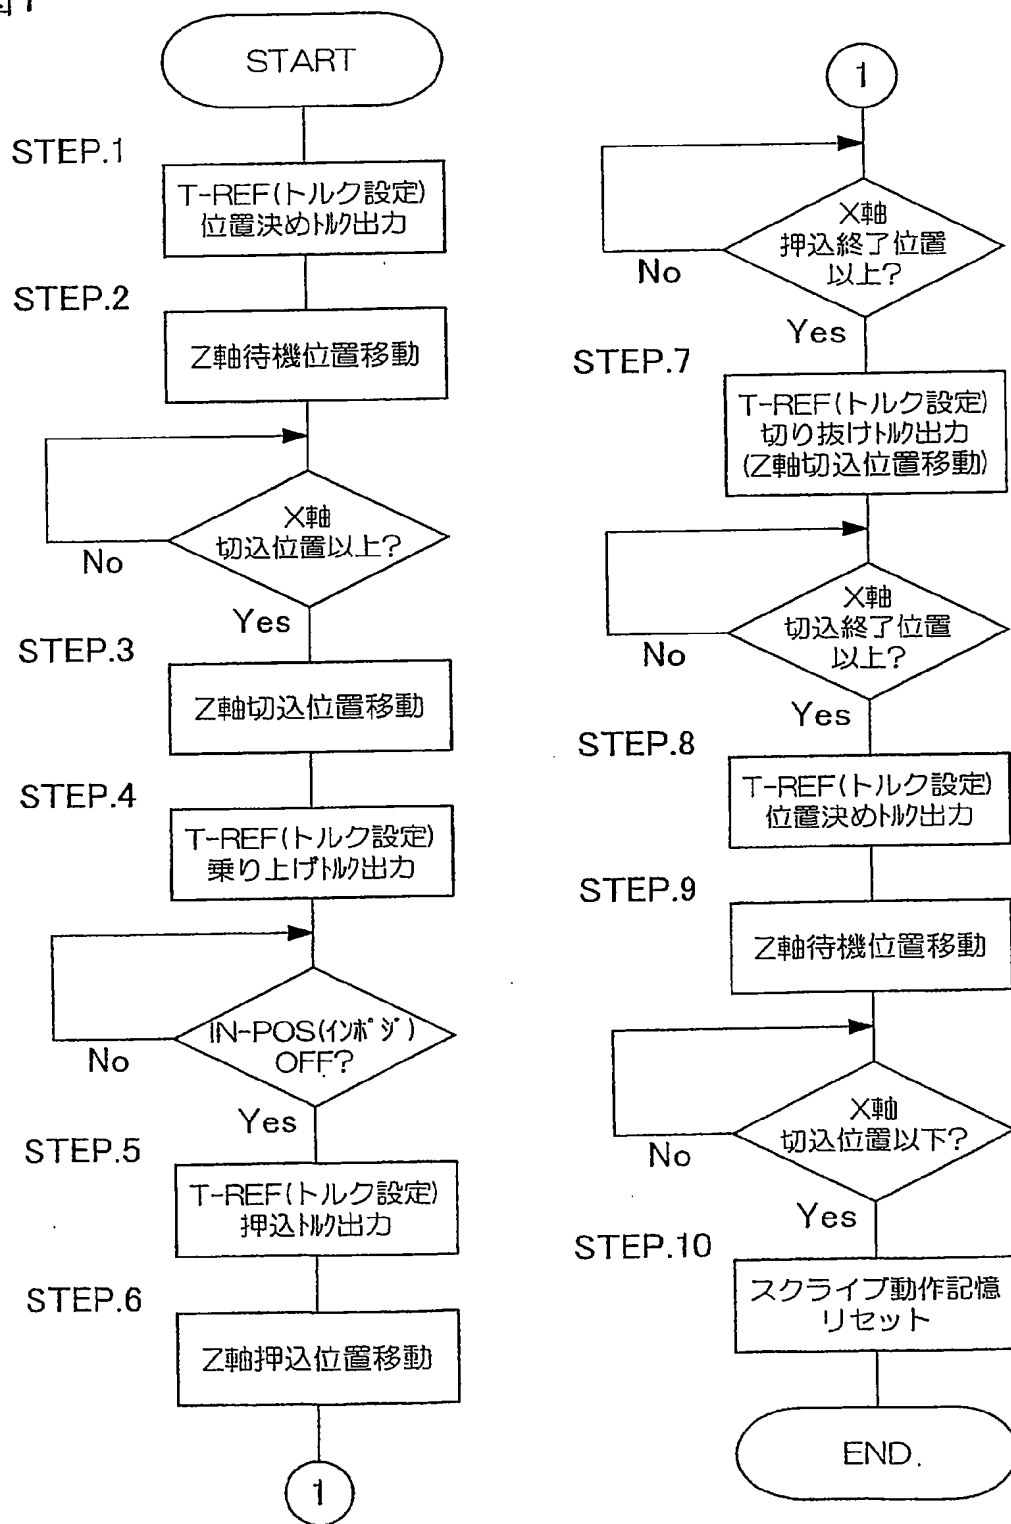 START
STEP.1
T-REF(トルク設定)
位置決めﾄﾙｸ出力
STEP.2
Z軸待機位置移動
X軸
切込位置以上?
No
Yes
STEP.3
Z軸切込位置移動
STEP.4
T-REF(トルク設定)
乗り上げﾄﾙｸ出力
IN-POS(ｲﾝﾎﾟｼﾞ)
OFF?
No
Yes
STEP.5
T-REF(トルク設定)
押込ﾄﾙｸ出力
STEP.6
Z軸押込位置移動
1
1
X軸
押込終了位置
以上?
No
Yes
STEP.7
T-REF(トルク設定)
切り抜けﾄﾙｸ出力
(Z軸切込位置移動)
X軸
切込終了位置
以上?
No
Yes
STEP.8
T-REF(トルク設定)
位置決めﾄﾙｸ出力
STEP.9
Z軸待機位置移動
X軸
切込位置以下?
No
Yes
STEP.10
スクライブ動作記憶
リセット
END.